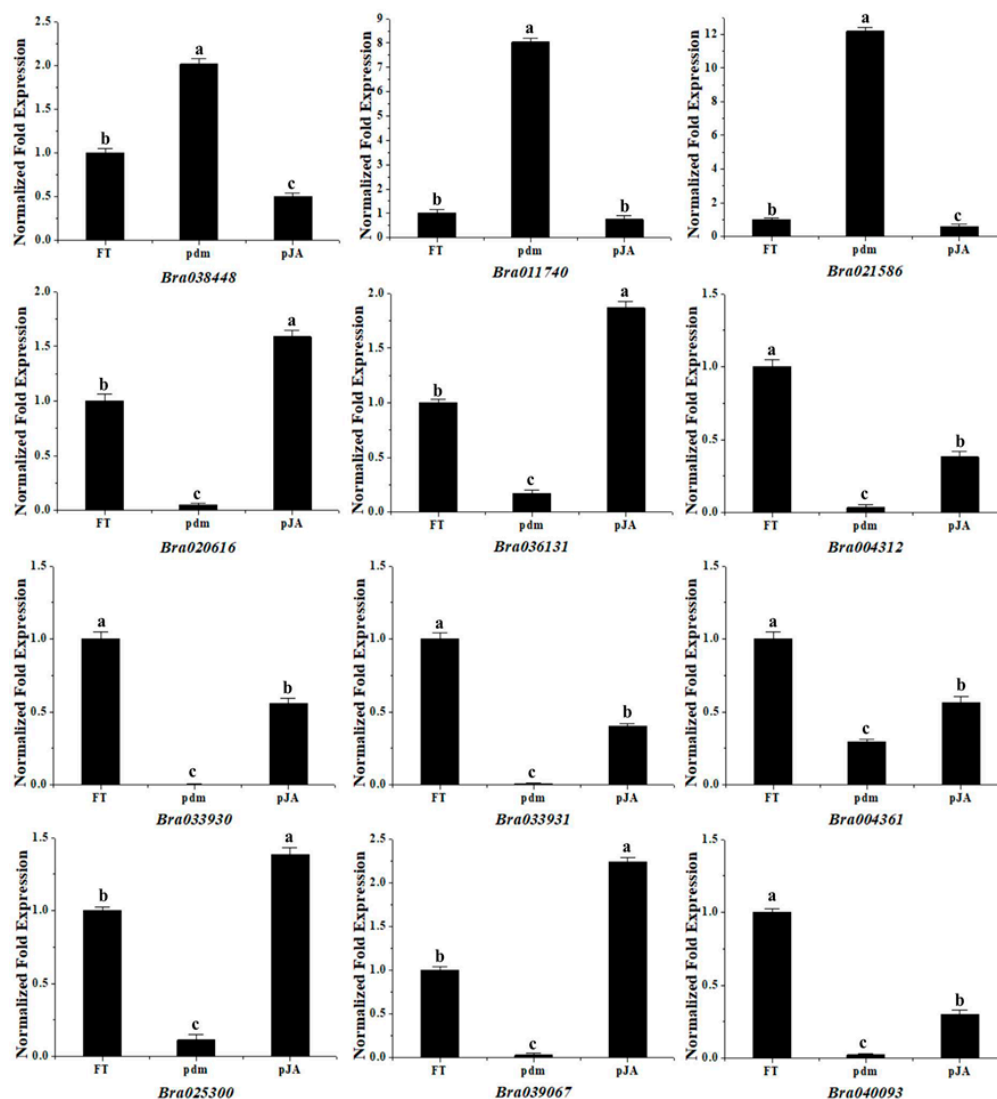 Normalized Fold Expression
2.5
2.0
1.5
1.0
0.5
0.0
b
a
c
FT pdm pJA
Bra038448
Normalized Fold Expression
9
8
7
6
5
4
3
2
1
0
b
a
b
FT pdm pJA
Bra011740
Normalized Fold Expression
12
10
8
6
4
2
0
b
a
c
FT pdm pJA
Bra021586
Normalized Fold Expression
2.0
1.5
1.0
0.5
0.0
b
c
a
FT pdm pJA
Bra020616
Normalized Fold Expression
2.0
1.5
1.0
0.5
0.0
b
c
a
FT pdm pJA
Bra036131
Normalized Fold Expression
1.5
1.0
0.5
0.0
a
c
b
FT pdm pJA
Bra004312
Normalized Fold Expression
1.5
1.0
0.5
0.0
a
c
b
FT pdm pJA
Bra033930
Normalized Fold Expression
1.5
1.0
0.5
0.0
a
c
b
FT pdm pJA
Bra033931
Normalized Fold Expression
1.5
1.0
0.5
0.0
a
c
b
FT pdm pJA
Bra004361
Normalized Fold Expression
1.5
1.0
0.5
0.0
b
c
a
FT pdm pJA
Bra025300
Normalized Fold Expression
2.5
2.0
1.5
1.0
0.5
0.0
b
c
a
FT pdm pJA
Bra039067
Normalized Fold Expression
1.5
1.0
0.5
0.0
a
c
b
FT pdm pJA
Bra040093